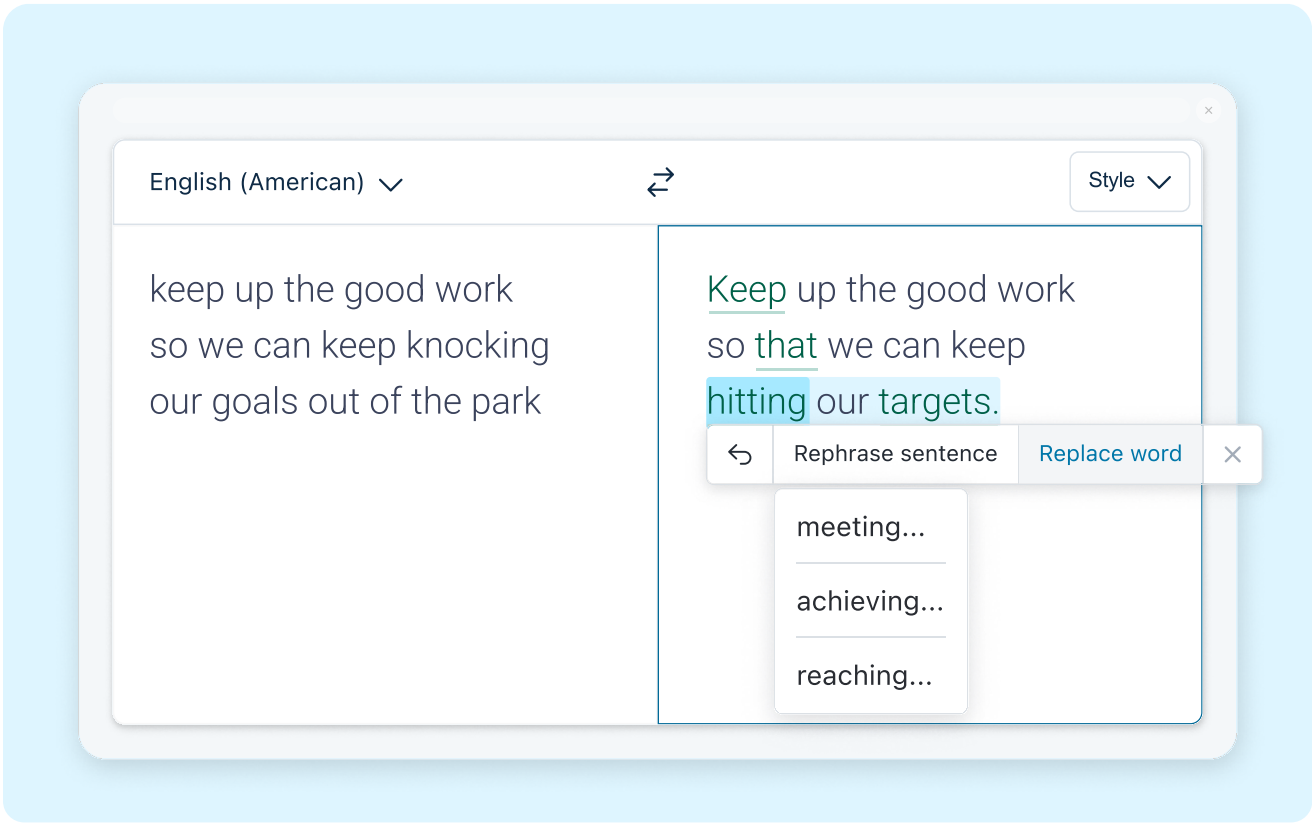 English (American)
Style
keep up the good work
so we can keep knocking
our goals out of the park
Keep up the good work
so that we can keep
hitting our targets.
Rephrase sentence
Replace word
meeting...
achieving...
reaching...